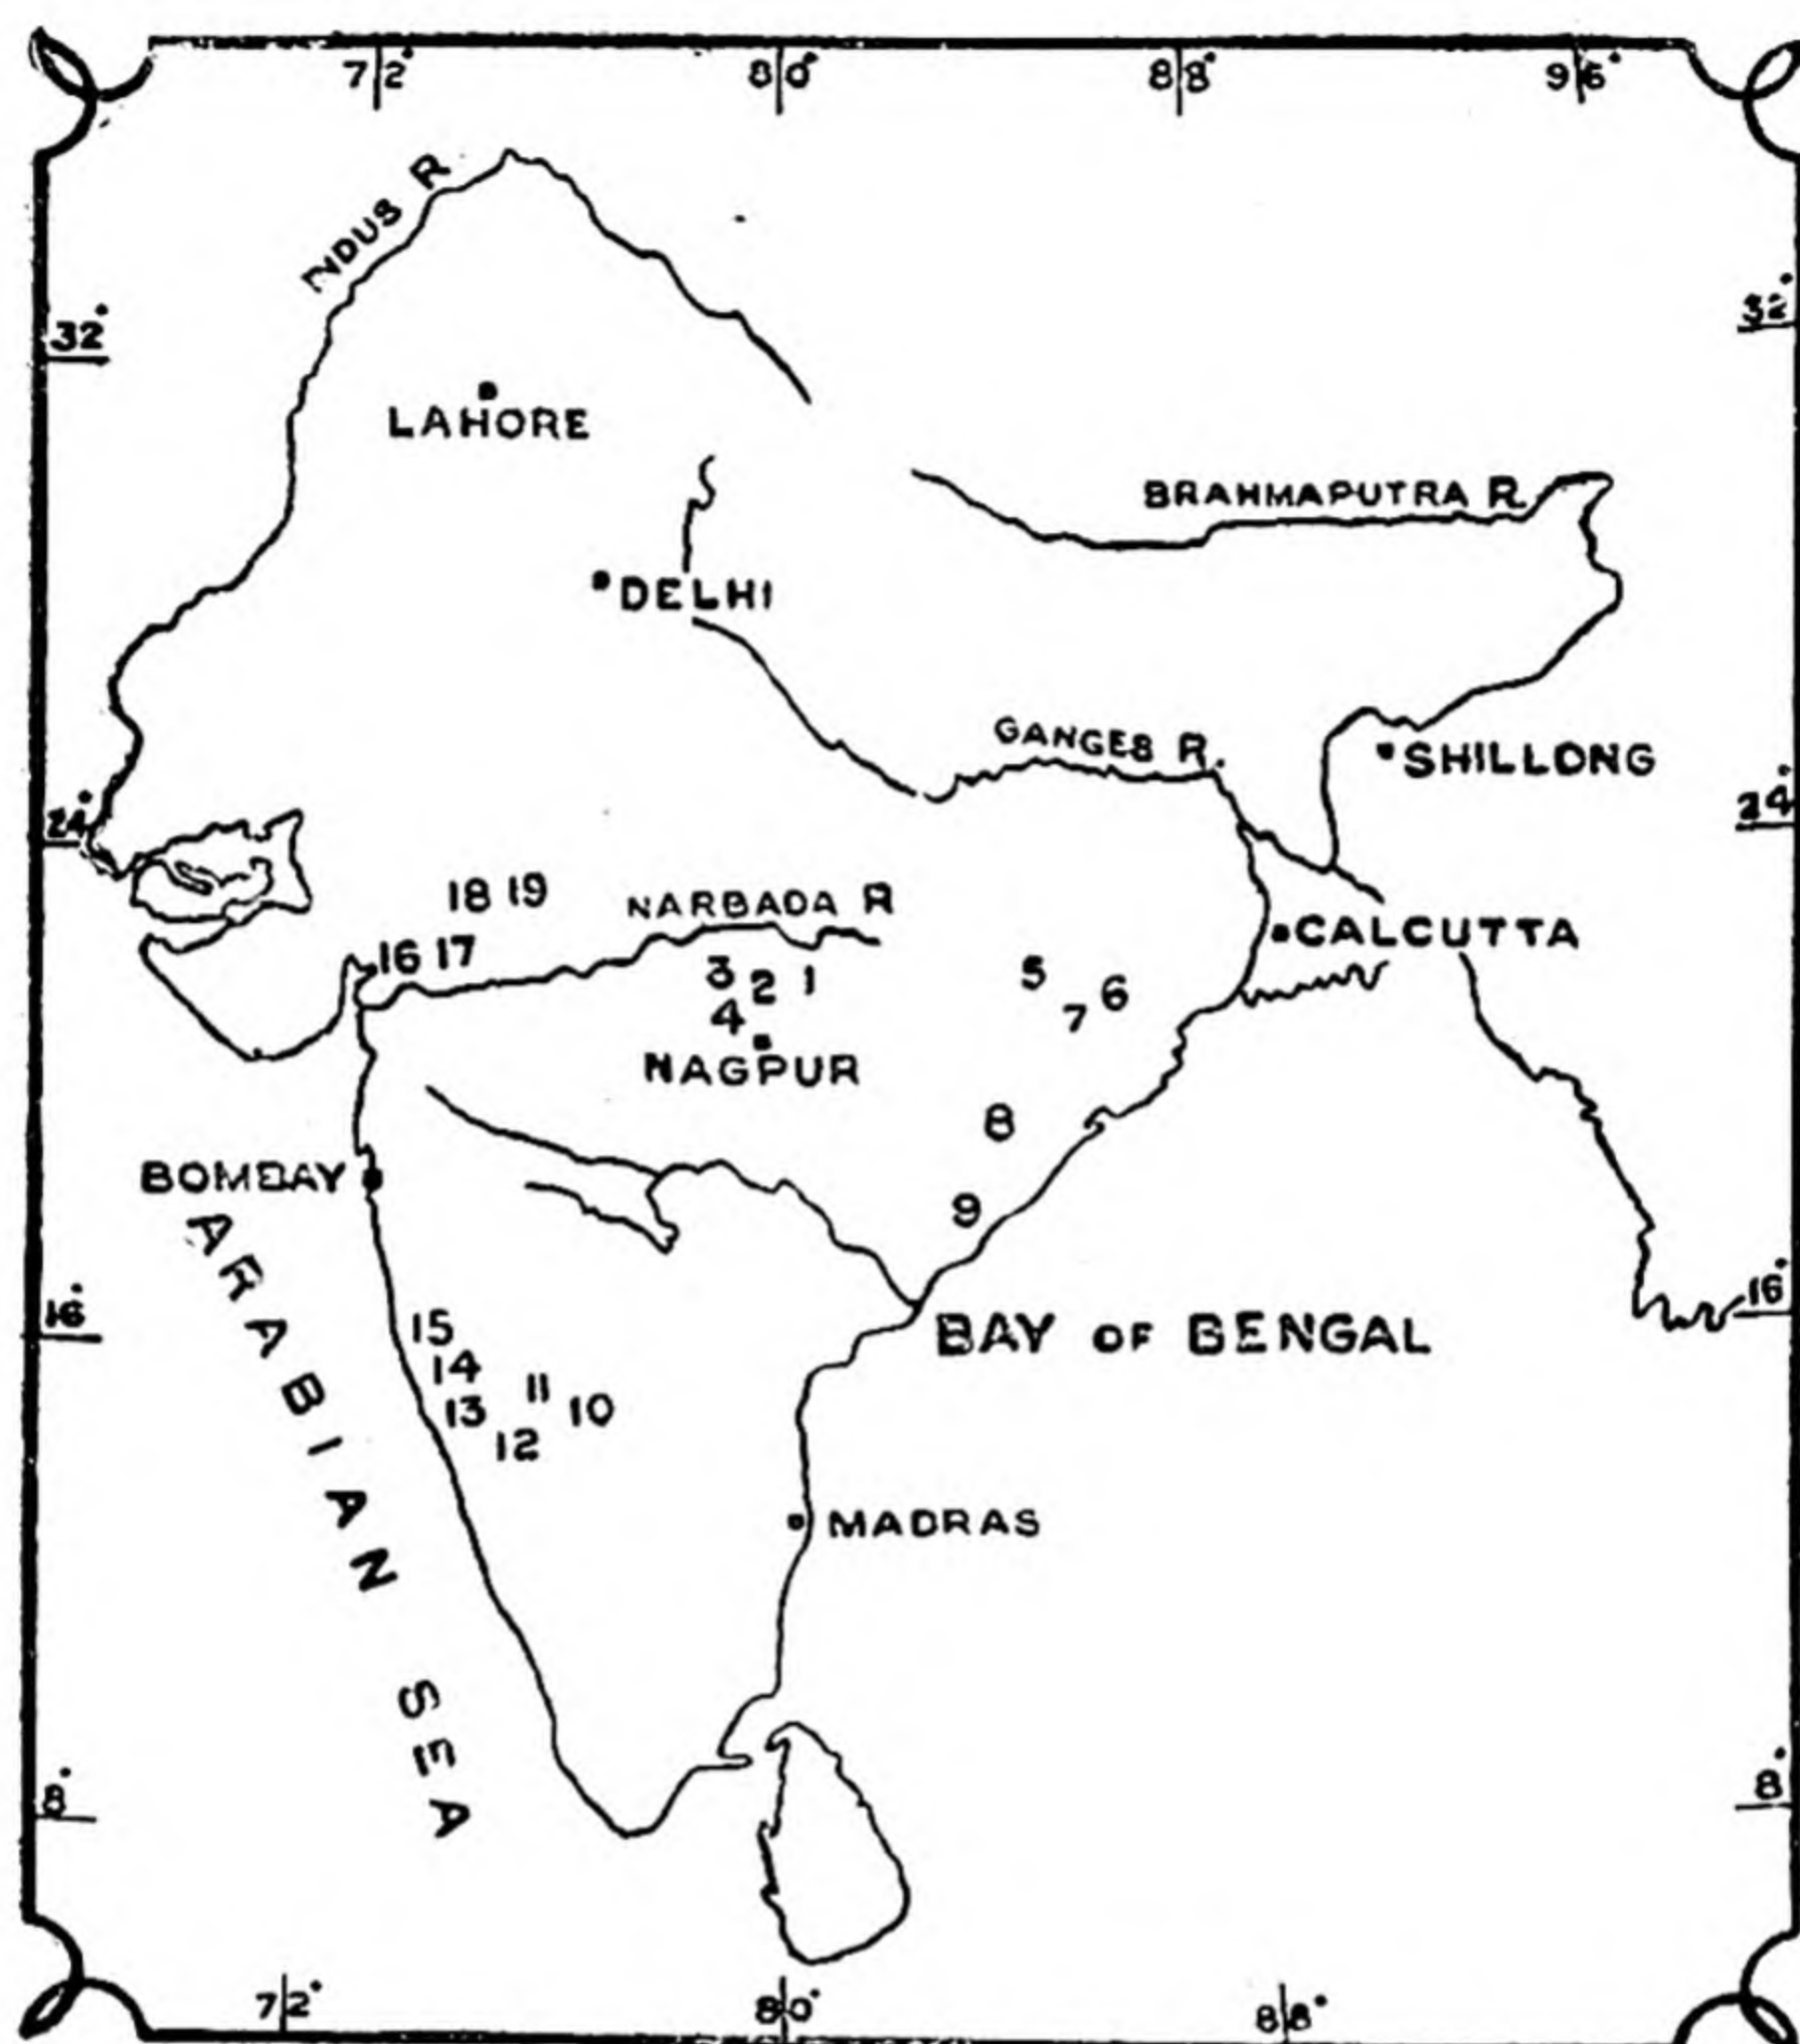 72° 80° 88° 96°
INDUS R
32° 32°
LAHORE
BRAHMAPUTRA R
DELHI
GANGES R.
SHILLONG
24° 24°
18 19
NARBADA R
CALCUTTA
16 17
3 2 1
5
6
4
7
NAGPUR
8
BOMBAY
9
ARABIAN SEA
16° 16°
15
BAY OF BENGAL
14
11
13 10
12
MADRAS
8° 8°
72° 80° 88°